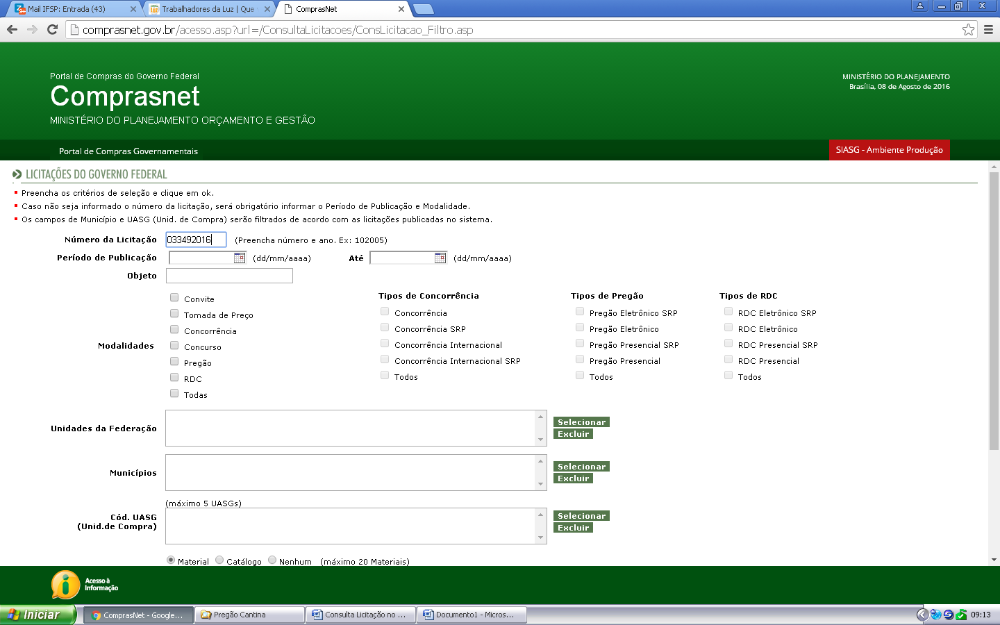 Mail IFSP: Entrada (43)
Trabalhadores da Luz | Que
ComprasNet
comprasnet.gov.br/acesso.asp?url=/ConsultaLicitacoes/ConsLicitacao_Filtro.asp
Portal de Compras do Governo Federal
Comprasnet
MINISTÉRIO DO PLANEJAMENTO ORÇAMENTO E GESTÃO
MINISTÉRIO DO PLANEJAMENTO
Brasília, 08 de Agosto de 2016
Portal de Compras Governamentais
SIASG - Ambiente Produção
LICITAÇÕES DO GOVERNO FEDERAL
Preencha os critérios de seleção e clique em ok.
Caso não seja informado o número da licitação, será obrigatório informar o Período de Publicação e Modalidade.
Os campos de Município e UASG (Unid. de Compra) serão filtrados de acordo com as licitações publicadas no sistema.
Número da Licitação 033492016 (Preencha número e ano. Ex: 102005)
Período de Publicação (dd/mm/aaaa) Até (dd/mm/aaaa)
Objeto
Modalidades
Convite
Tomada de Preço
Concorrência
Concurso
Pregão
RDC
Todas
Tipos de Concorrência
Concorrência
Concorrência SRP
Concorrência Internacional
Concorrência Internacional SRP
Todos
Tipos de Pregão
Pregão Eletrônico SRP
Pregão Eletrônico
Pregão Presencial SRP
Pregão Presencial
Todos
Tipos de RDC
RDC Eletrônico SRP
RDC Eletrônico
RDC Presencial SRP
RDC Presencial
Todos
Unidades da Federação
Selecionar
Excluir
Municípios
Selecionar
Excluir
(máximo 5 UASGs)
Cód. UASG
(Unid.de Compra)
Selecionar
Excluir
Material Catálogo Nenhum (máximo 20 Materiais)
Acesso à
Informação
Iniciar
ComprasNet - Google...
Pregão Cantina
Consulta Licitação no ...
Documento1 - Micros...
09:13